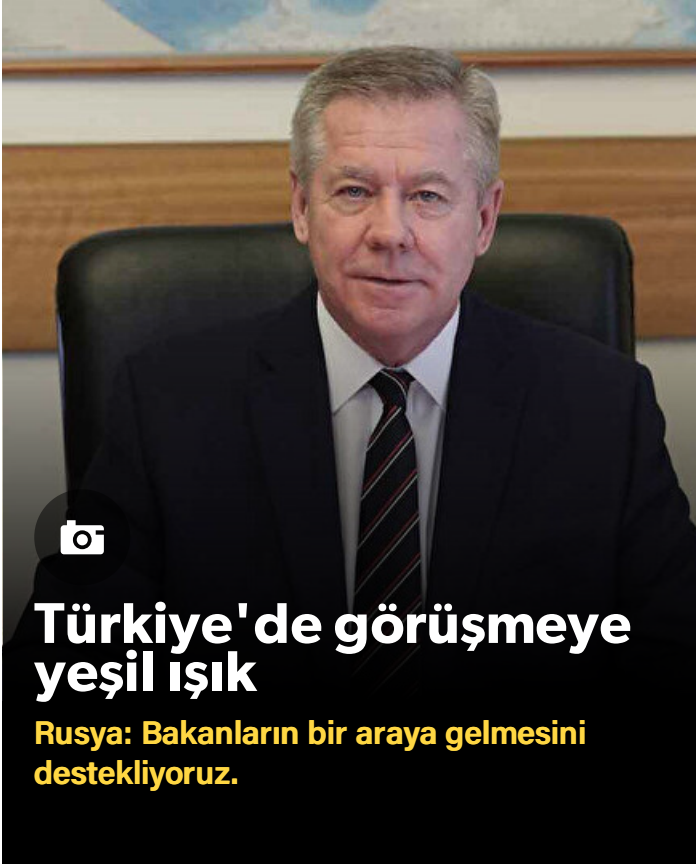 Türkiye'de görüşmeye
yeşil ışık
Rusya: Bakanların bir araya gelmesini
destekliyoruz.